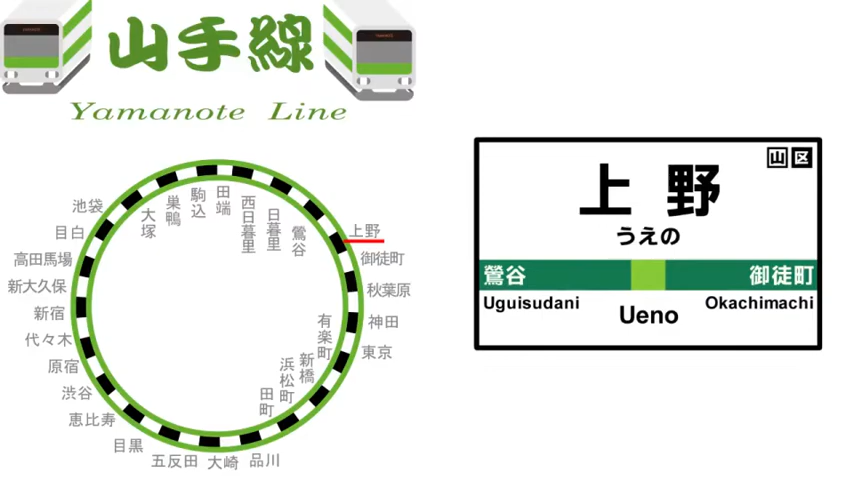 山手線
Yamanote Line
池袋
目白
高田馬場
新大久保
新宿
代々木
原宿
渋谷
恵比寿
目黒
五反田
大崎
品川
大塚
巣鴨
駒込
田端
西日暮里
日暮里
鶯谷
上野
御徒町
秋葉原
神田
東京
有楽町
新橋
浜松町
田町
山 区
上野
うえの
鶯谷 御徒町
Uguisudani Ueno Okachimachi